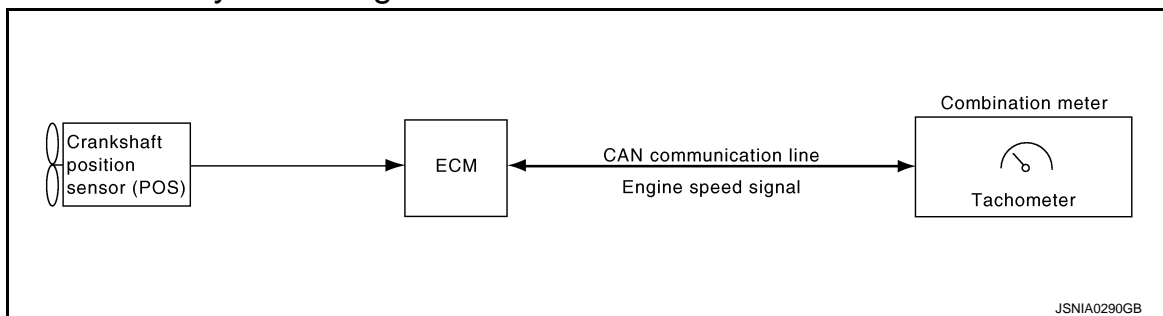 Crankshaft
position
sensor (POS)
ECM
CAN communication line
Engine speed signal
Combination meter
Tachometer
JSNIA0290GB